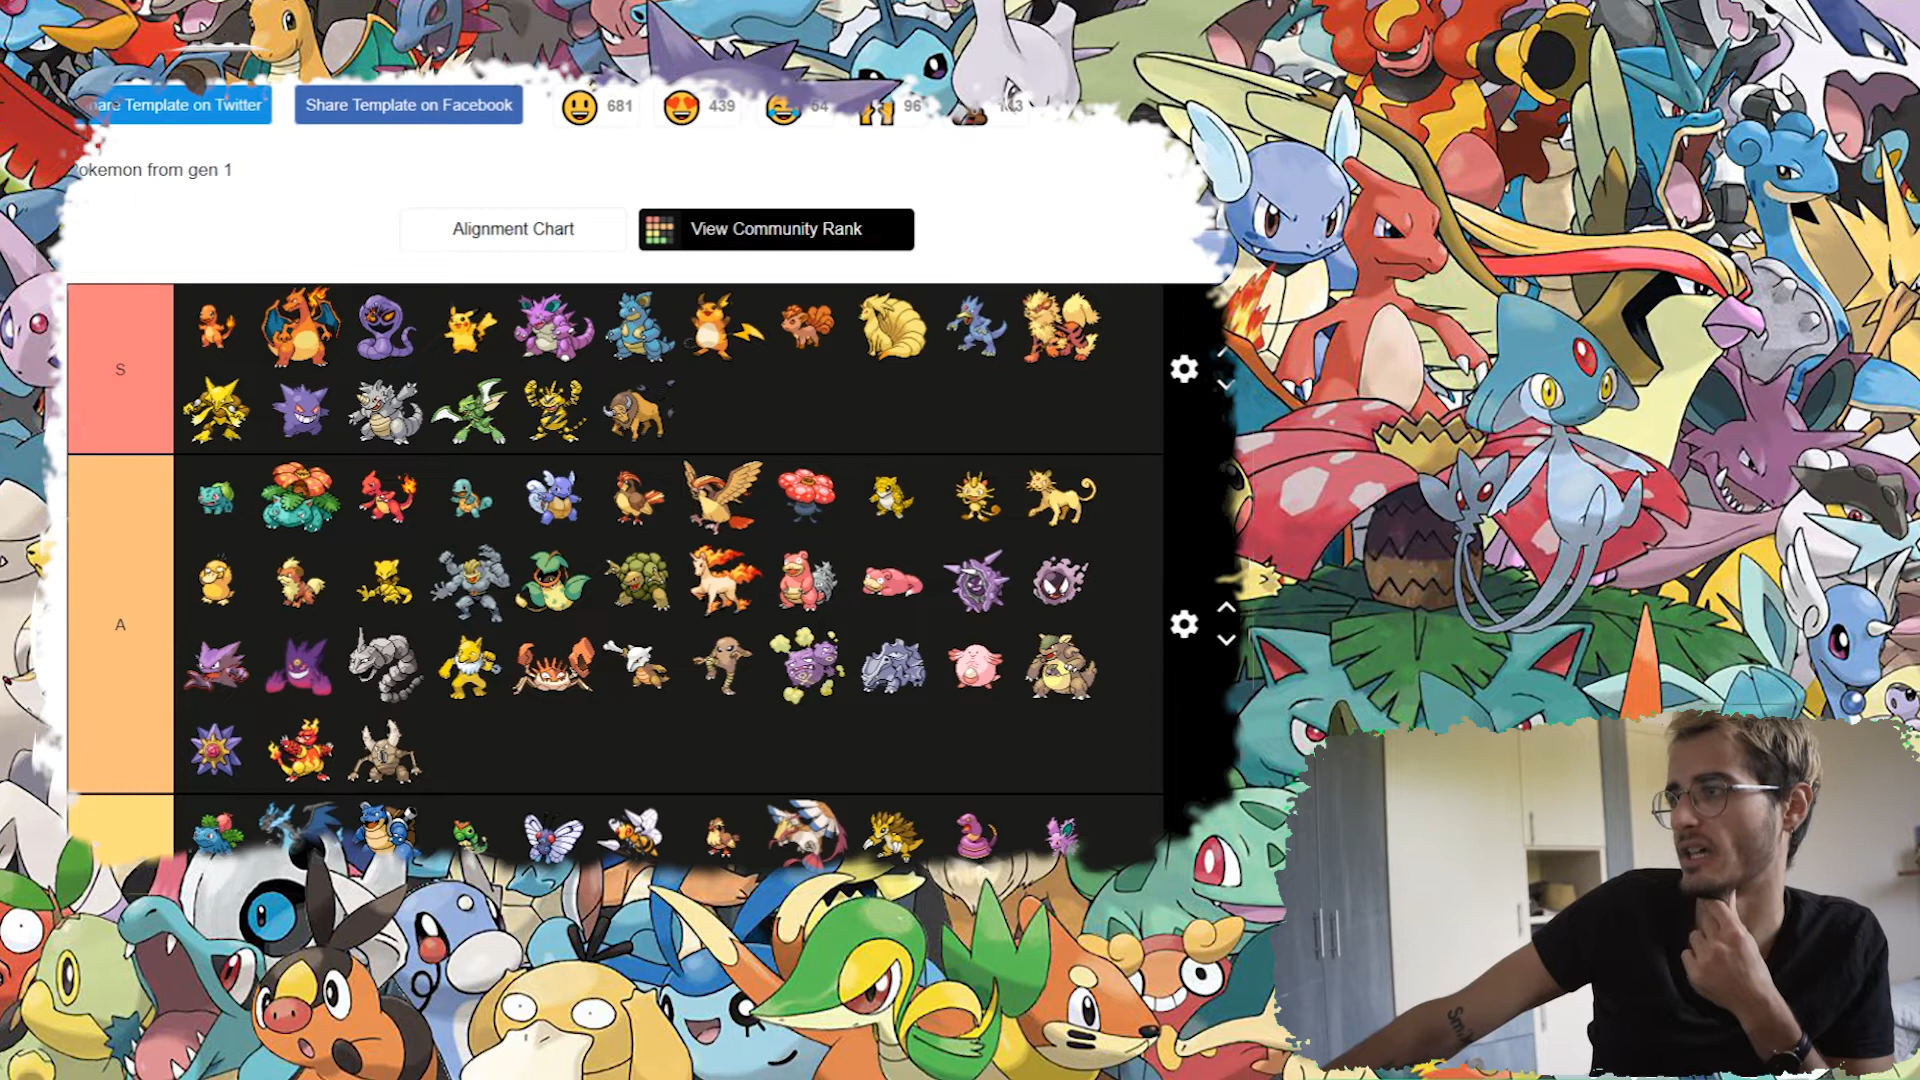 are Template on Twitter
Share Template on Facebook
681
439
54
96
okemon from gen 1
Alignment Chart
View Community Rank
S
A